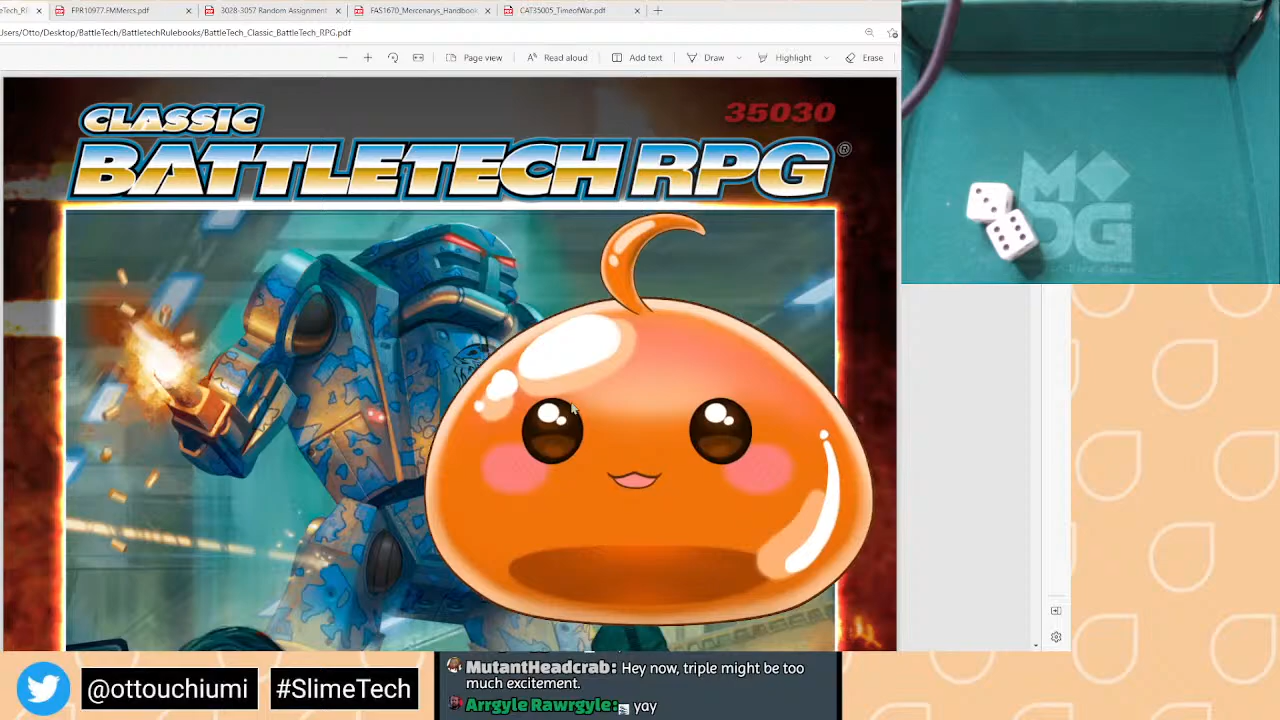 FPR10977.FMMercs.pdf
3028-3057 Random Assignment
FAS1670_Mercenarys_Handbook
CAT35005_TimeofWar.pdf
Users/Otto/Desktop/BattleTech/BattletechRulebooks/BattleTech_Classic_BattleTech_RPG.pdf
Page view
Read aloud
Add text
Draw
Highlight
Erase
CLASSIC
35030
BATTLETECH RPG®
@ottouchiumi
#SlimeTech
MutantHeadcrab: Hey now, triple might be too
much excitement.
Arrgyle Rawrgyle: yay